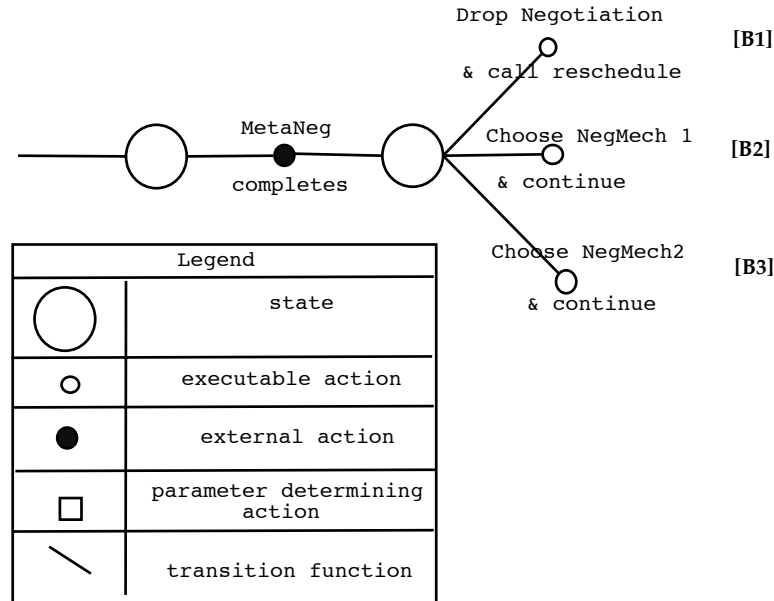 Drop Negotiation
[B1]
& call reschedule
MetaNeg
completes
Choose NegMech 1
[B2]
& continue
Choose NegMech2
[B3]
& continue
Legend
state
executable action
external action
parameter determining
action
transition function